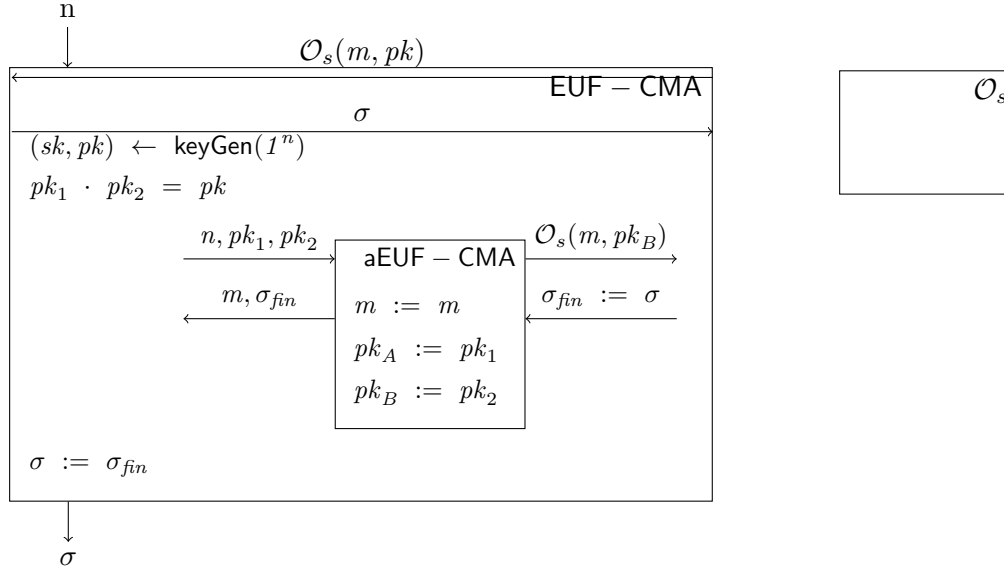 n
𝒪ₛ(m, pk)
EUF − CMA
𝒪ₛ
σ
(sk, pk) ← keyGen(1ⁿ)
pk₁ · pk₂ = pk
n, pk₁, pk₂
aEUF − CMA
𝒪ₛ(m, pk_B)
m, σ_fin
m := m
σ_fin := σ
pk_A := pk₁
pk_B := pk₂
σ := σ_fin
σ